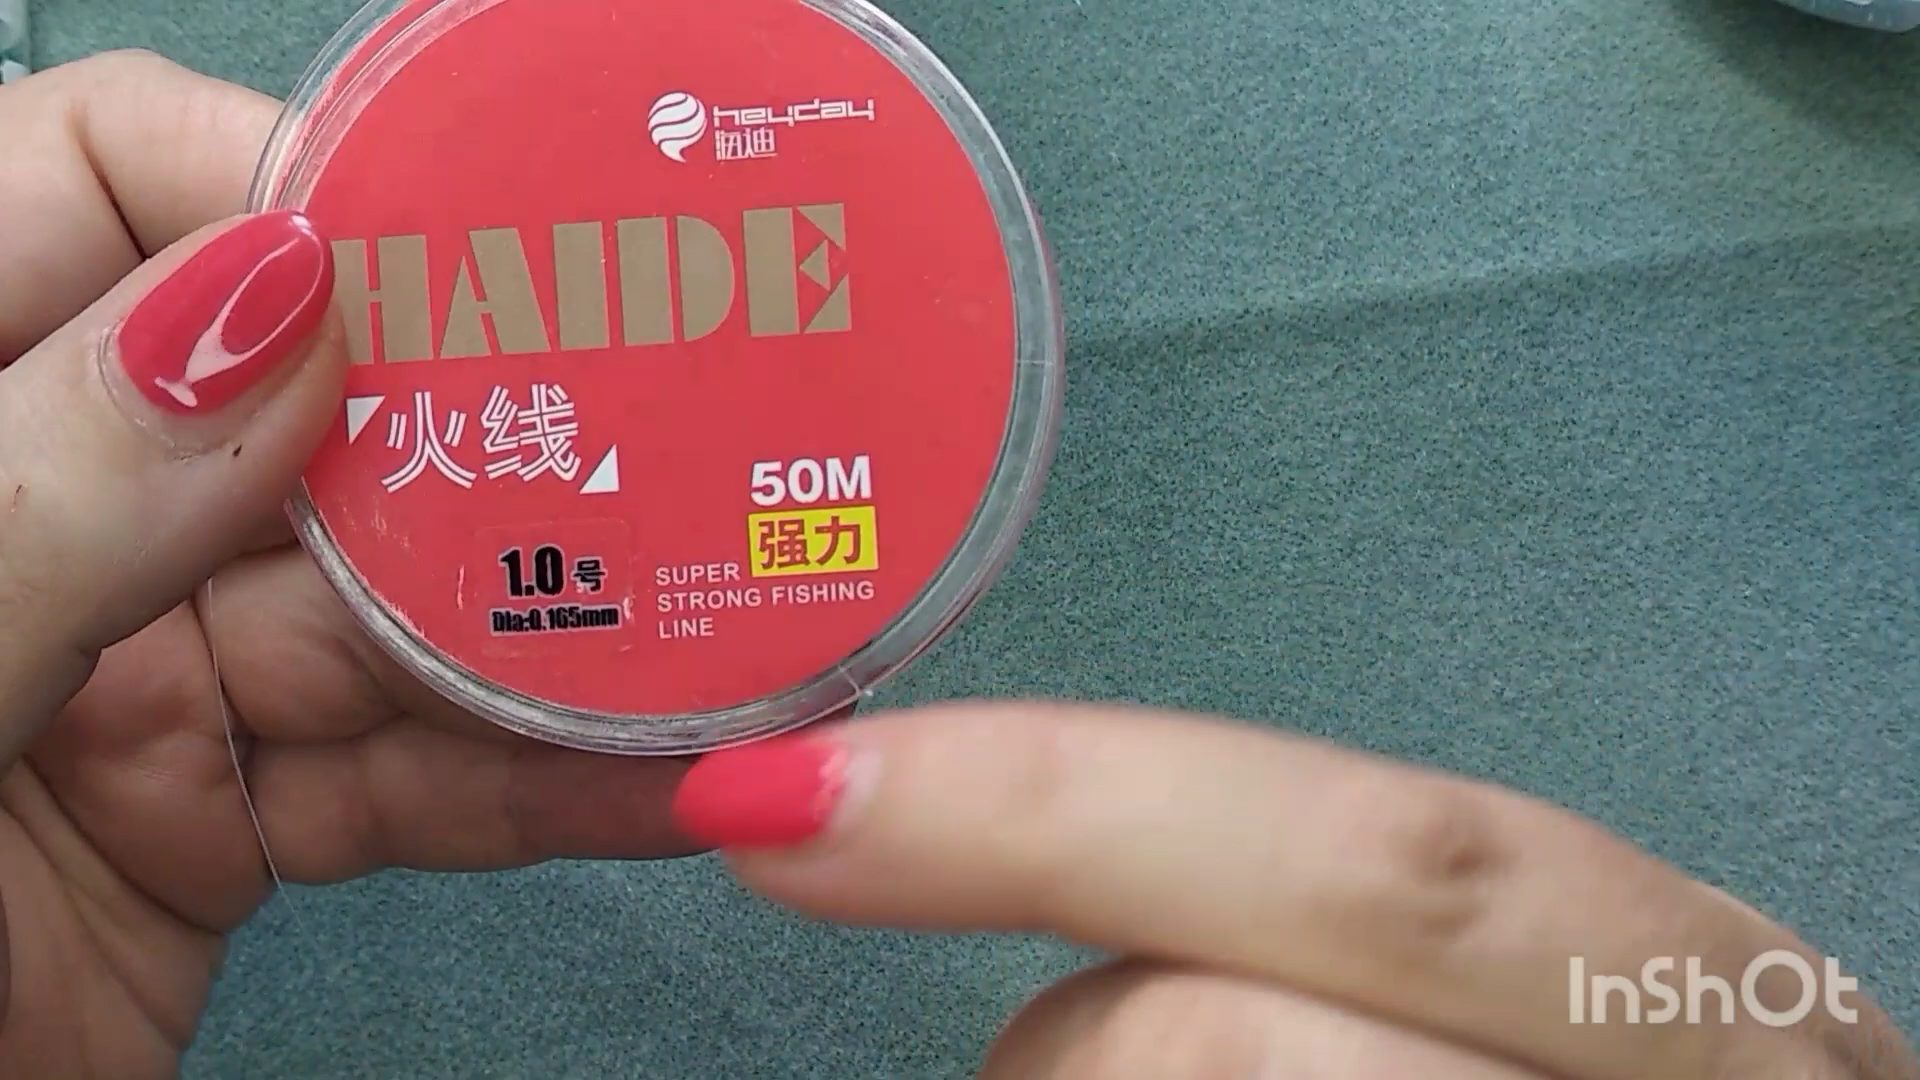 heyday
海迪
HAIDE
火线
50M
强力
1.0号
Dia:0.165mm
SUPER
STRONG FISHING
LINE
InShOt